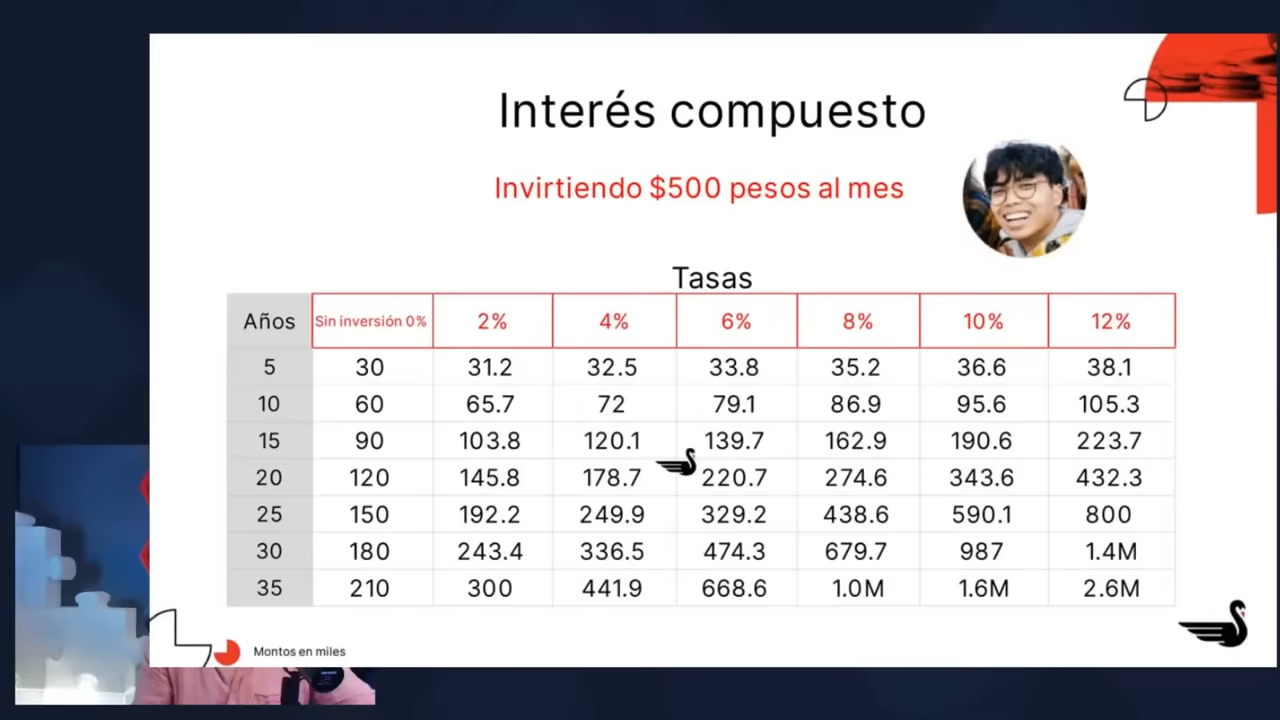 Interés compuesto
Invirtiendo $500 pesos al mes
Tasas
Años Sin inversión 0% 2% 4% 6% 8% 10% 12%
5 30 31.2 32.5 33.8 35.2 36.6 38.1
10 60 65.7 72 79.1 86.9 95.6 105.3
15 90 103.8 120.1 139.7 162.9 190.6 223.7
20 120 145.8 178.7 220.7 274.6 343.6 432.3
25 150 192.2 249.9 329.2 438.6 590.1 800
30 180 243.4 336.5 474.3 679.7 987 1.4M
35 210 300 441.9 668.6 1.0M 1.6M 2.6M
Montos en miles